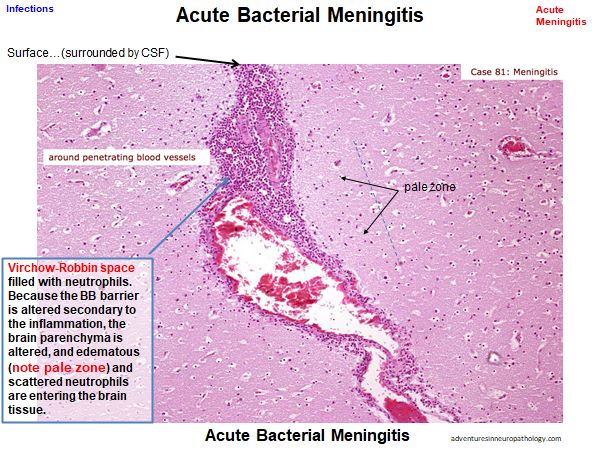 Infections
Acute Bacterial Meningitis
Acute
Meningitis
Surface…(surrounded by CSF)
Case 81: Meningitis
around penetrating blood vessels
pale zone
Virchow-Robbin space
filled with neutrophils.
Because the BB barrier
is altered secondary to
the inflammation, the
brain parenchyma is
altered, and edematous
(note pale zone) and
scattered neutrophils
are entering the brain
tissue.
Acute Bacterial Meningitis
adventuresinneuropathology.com